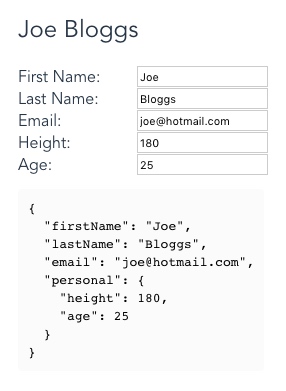 Joe Bloggs
First Name: Joe
Last Name: Bloggs
Email: joe@hotmail.com
Height: 180
Age: 25
{
  "firstName": "Joe",
  "lastName": "Bloggs",
  "email": "joe@hotmail.com",
  "personal": {
    "height": 180,
    "age": 25
  }
}